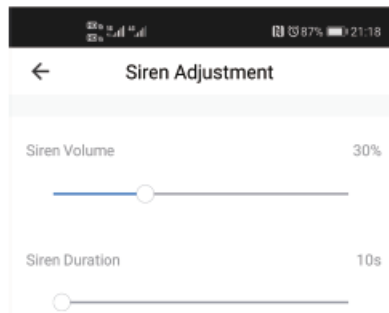 87% 21:18
Siren Adjustment
Siren Volume 30%
Siren Duration 10s